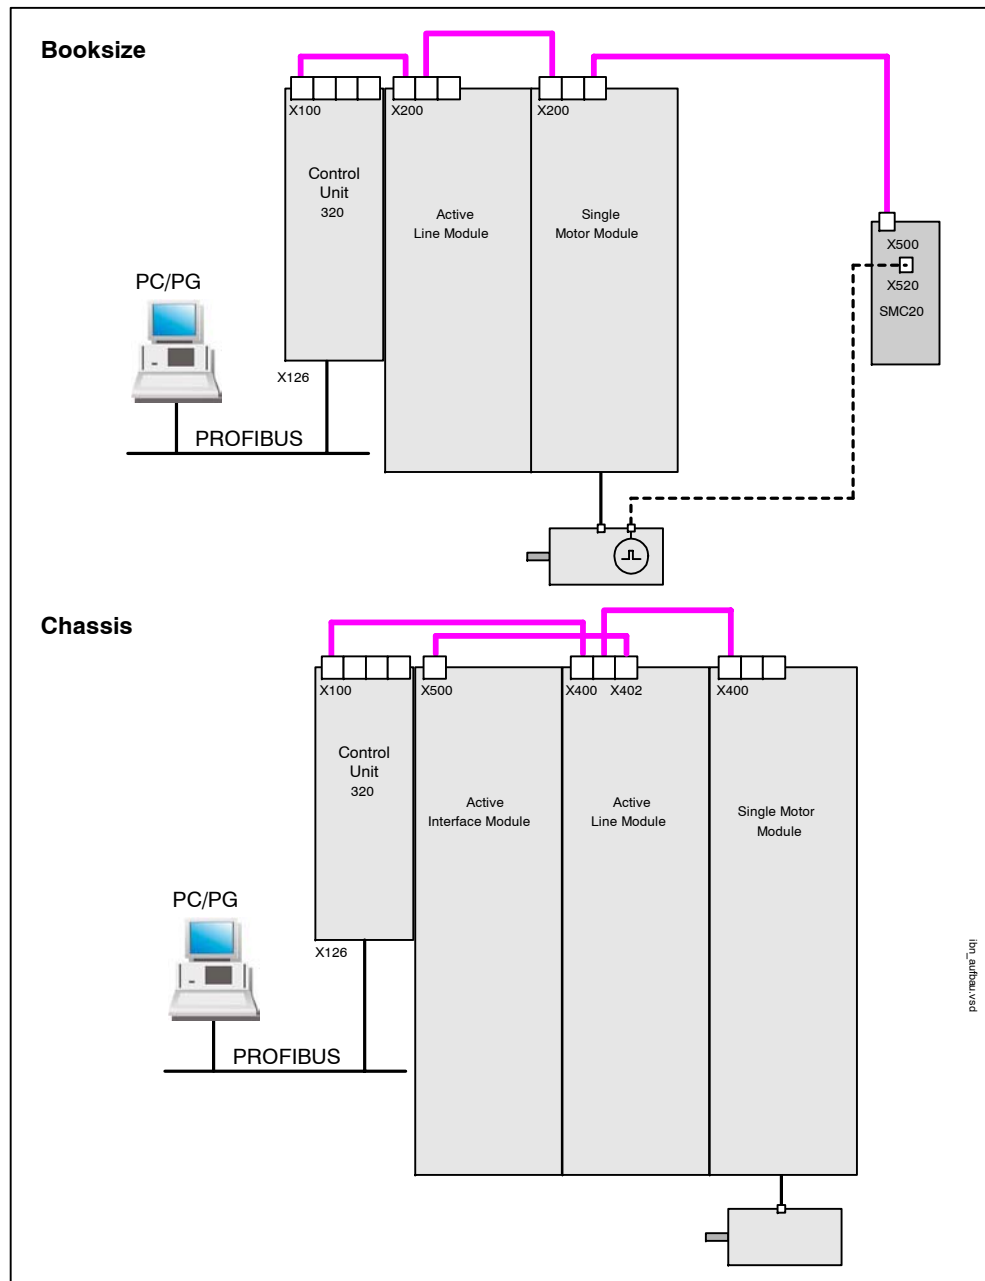 Booksize
X100
X200
X200
Control
Unit
320
Active
Line Module
Single
Motor Module
X500
X520
SMC20
PC/PG
X126
PROFIBUS
Chassis
X100
X500
X400
X402
X400
Control
Unit
320
Active
Interface Module
Active
Line Module
Single Motor
Module
PC/PG
X126
PROFIBUS
ibn_aufbau.vsd